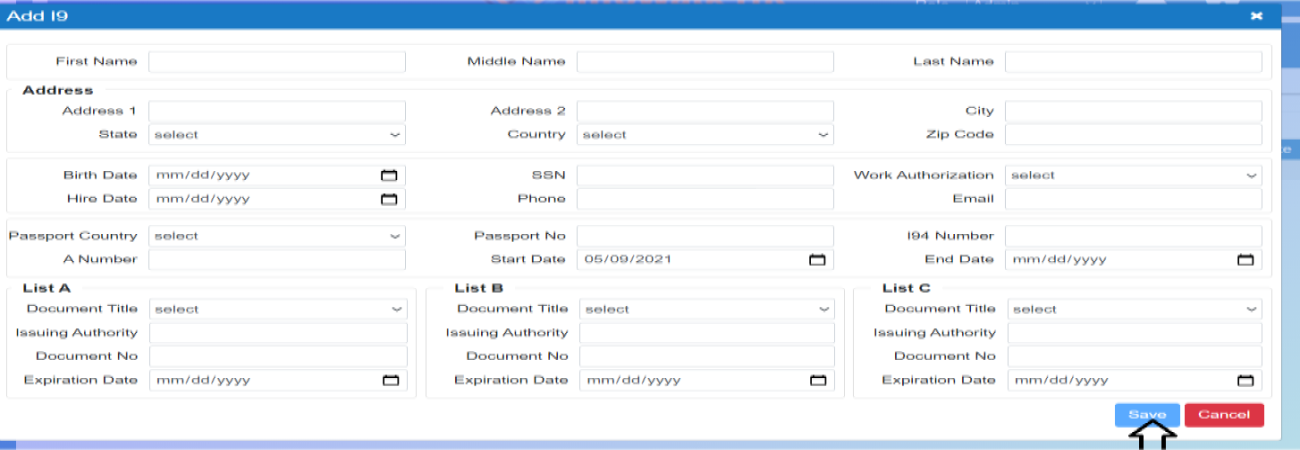 Add I9
First Name Middle Name Last Name
Address
Address 1 Address 2 City
State select Country select Zip Code
Birth Date mm/dd/yyyy SSN Work Authorization select
Hire Date mm/dd/yyyy Phone Email
Passport Country select Passport No I94 Number
A Number Start Date 05/09/2021 End Date mm/dd/yyyy
List A List B List C
Document Title select Document Title select Document Title select
Issuing Authority Issuing Authority Issuing Authority
Document No Document No Document No
Expiration Date mm/dd/yyyy Expiration Date mm/dd/yyyy Expiration Date mm/dd/yyyy
Save Cancel